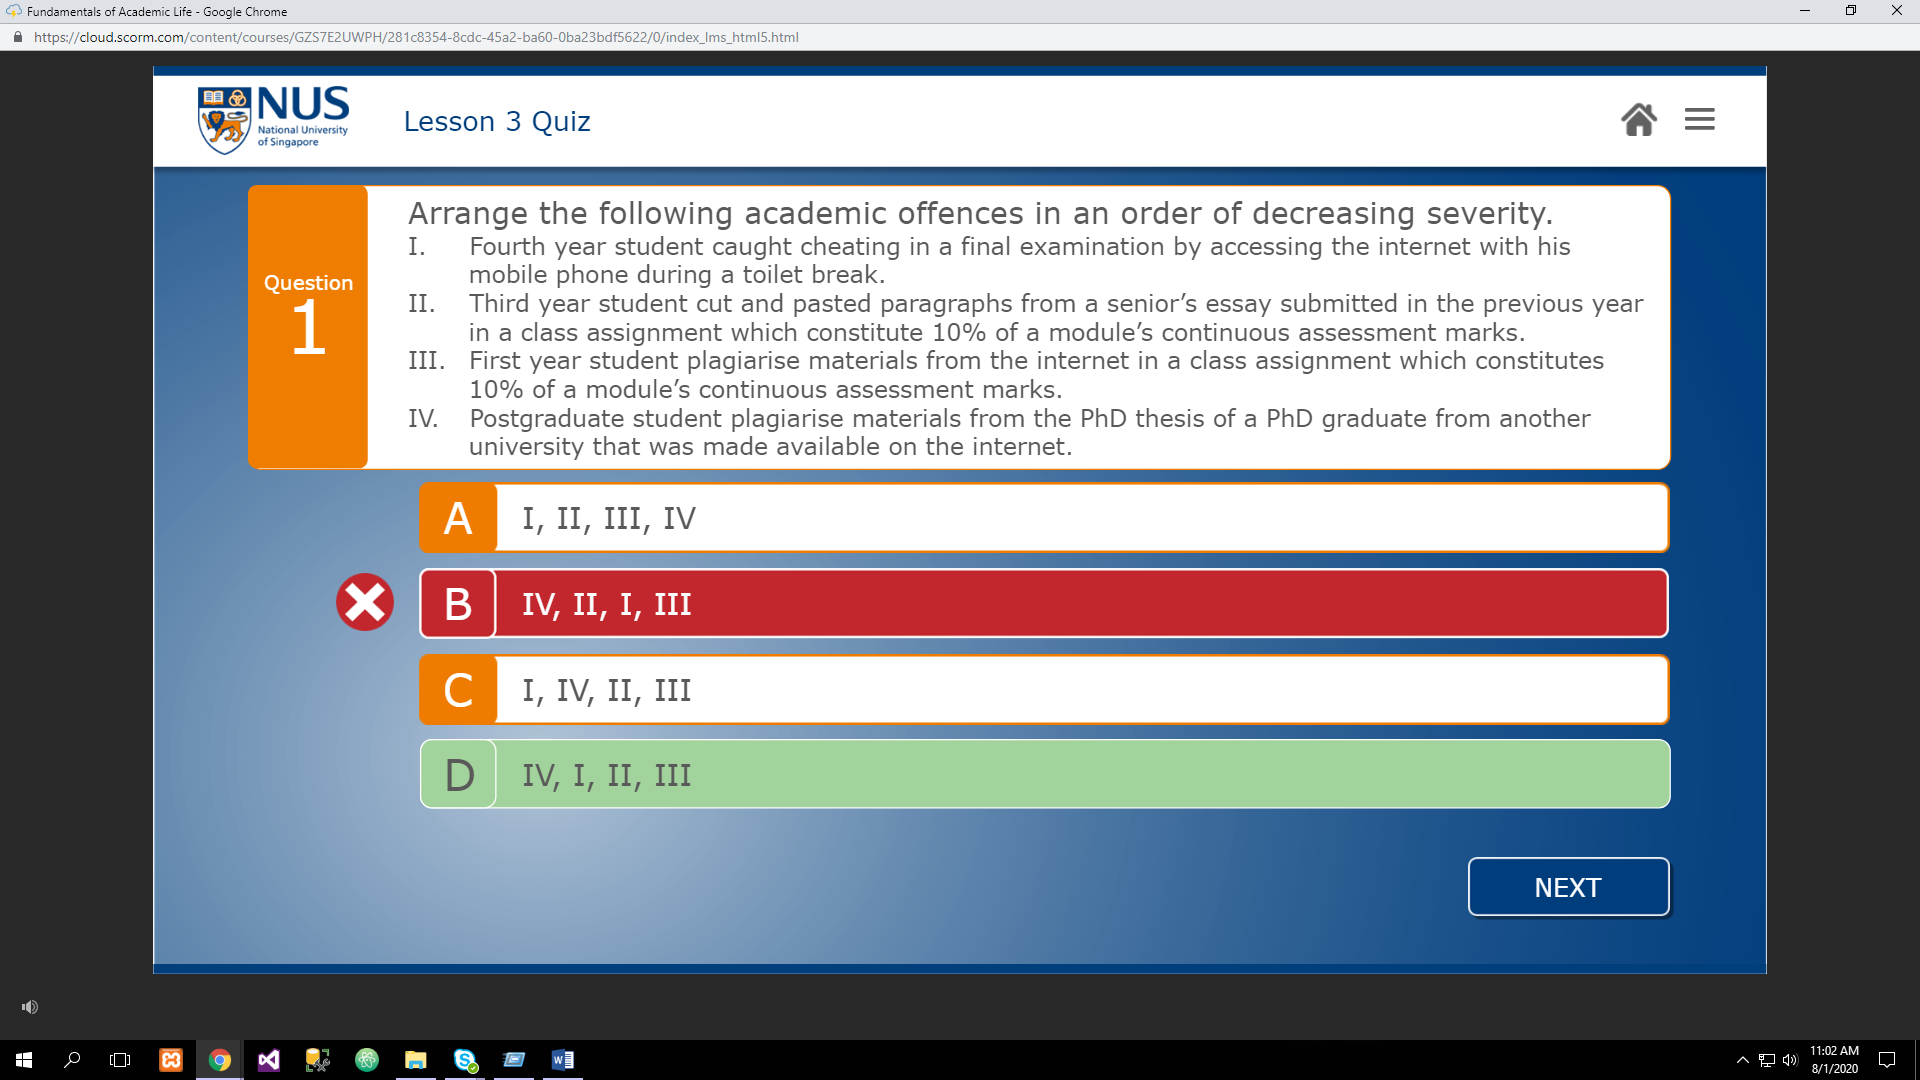 Fundamentals of Academic Life - Google Chrome
https://cloud.scorm.com/content/courses/GZS7E2UWPH/281c8354-8cdc-45a2-ba60-0ba23bdf5622/0/index_lms_html5.html
NUS
National University
of Singapore
Lesson 3 Quiz
Question
1
Arrange the following academic offences in an order of decreasing severity.
I. Fourth year student caught cheating in a final examination by accessing the internet with his
mobile phone during a toilet break.
II. Third year student cut and pasted paragraphs from a senior’s essay submitted in the previous year
in a class assignment which constitute 10% of a module’s continuous assessment marks.
III. First year student plagiarise materials from the internet in a class assignment which constitutes
10% of a module’s continuous assessment marks.
IV. Postgraduate student plagiarise materials from the PhD thesis of a PhD graduate from another
university that was made available on the internet.
A I, II, III, IV
B IV, II, I, III
C I, IV, II, III
D IV, I, II, III
NEXT
11:02 AM
8/1/2020